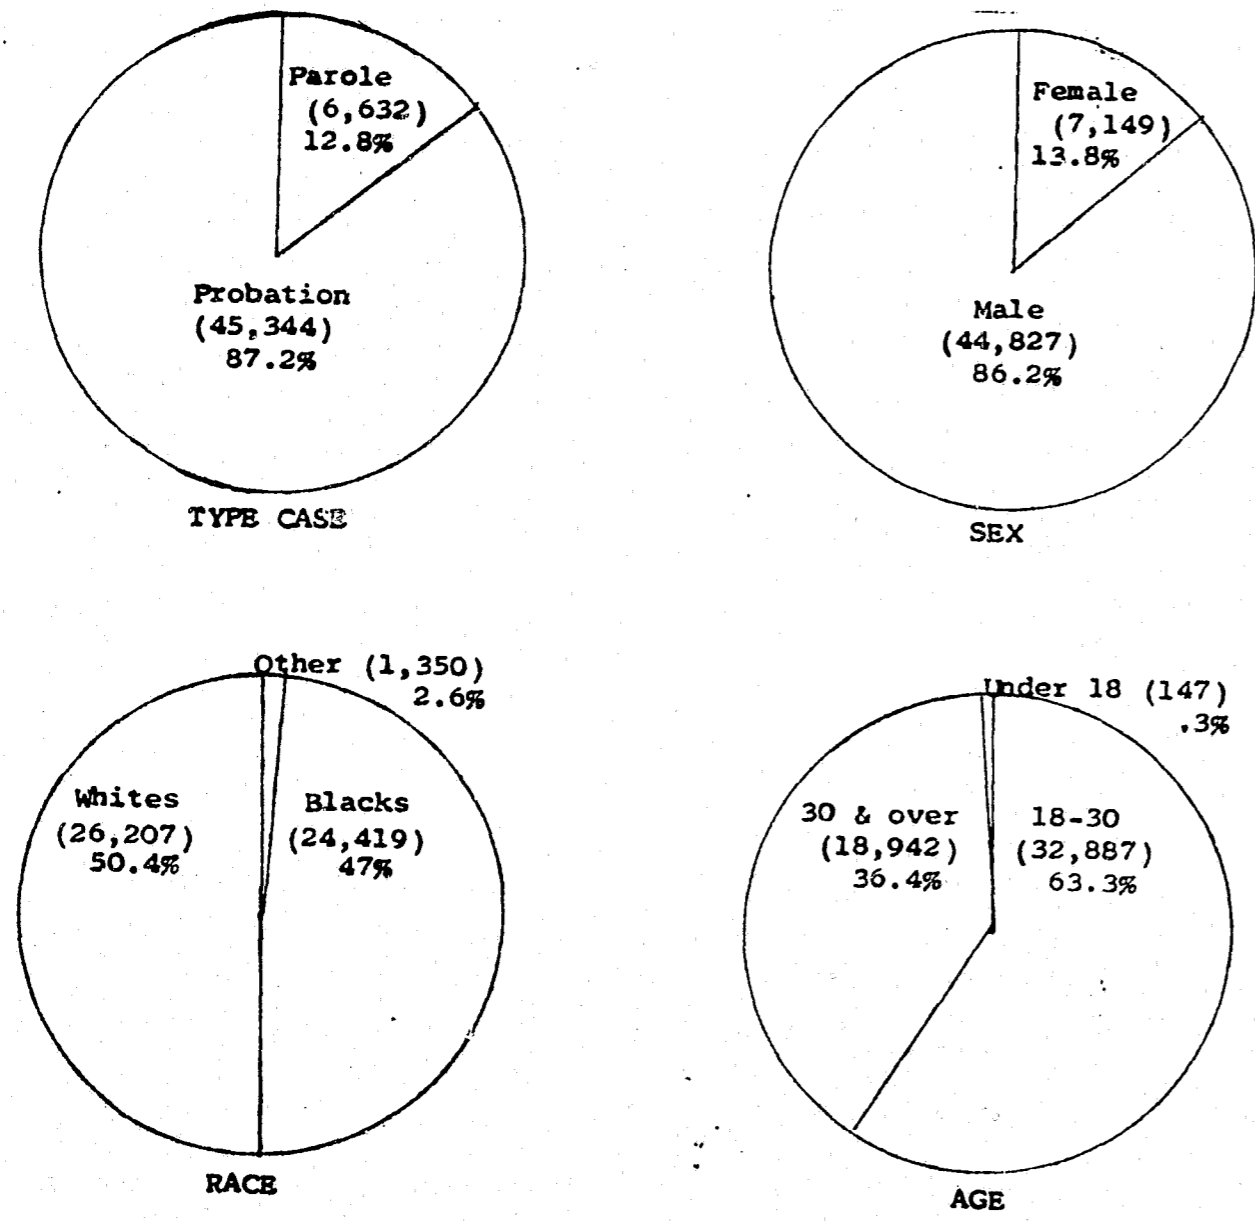 Parole
(6,632)
12.8%
Probation
(45,344)
87.2%
TYPE CASE
Female
(7,149)
13.8%
Male
(44,827)
86.2%
SEX
Other (1,350)
2.6%
Whites
(26,207)
50.4%
Blacks
(24,419)
47%
RACE
Under 18 (147)
.3%
30 & over
(18,942)
36.4%
18-30
(32,887)
63.3%
AGE